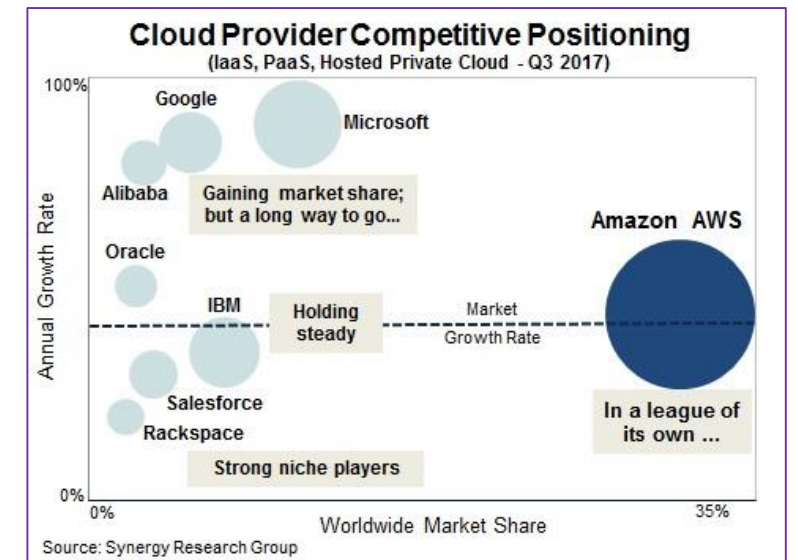 Cloud Provider Competitive Positioning
(IaaS, PaaS, Hosted Private Cloud - Q3 2017)
100%
Google
Microsoft
Alibaba
Gaining market share;
but a long way to go...
Amazon AWS
Oracle
IBM
Holding
steady
Market
Growth Rate
Annual Growth Rate
Salesforce
Rackspace
In a league of
its own ...
Strong niche players
0%
0%
35%
Worldwide Market Share
Source: Synergy Research Group